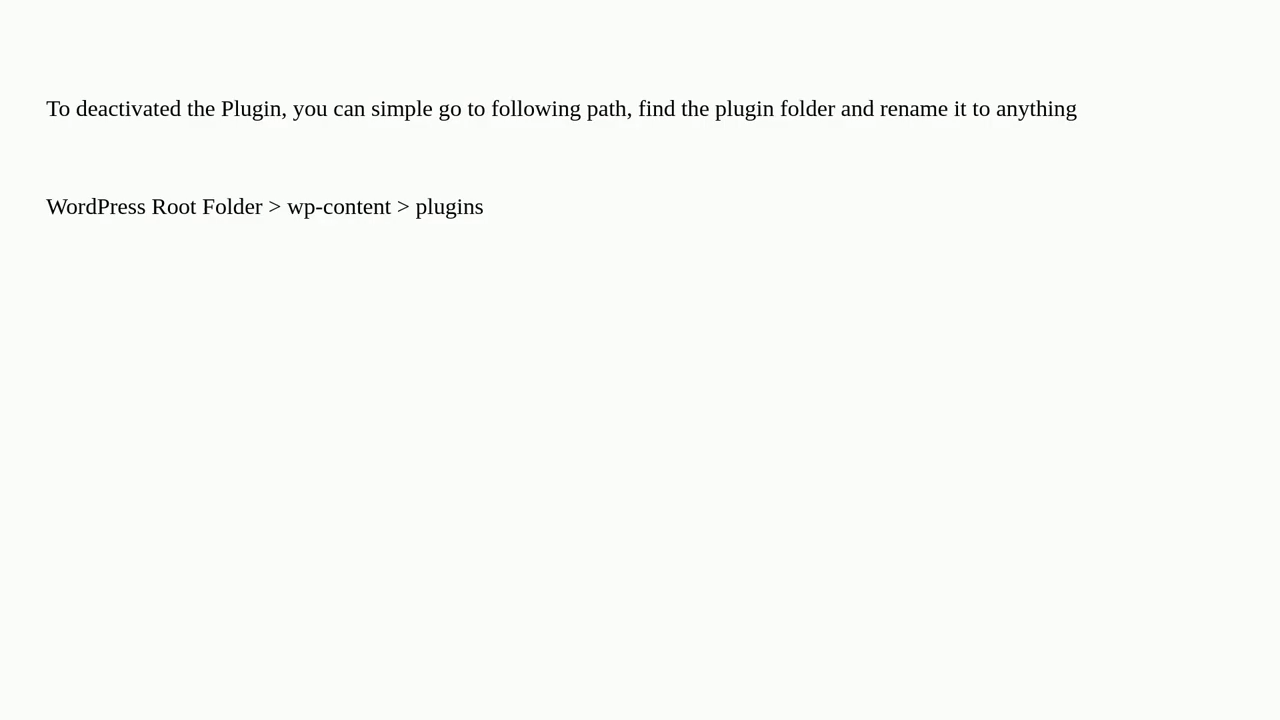 To deactivated the Plugin, you can simple go to following path, find the plugin folder and rename it to anything
WordPress Root Folder > wp-content > plugins